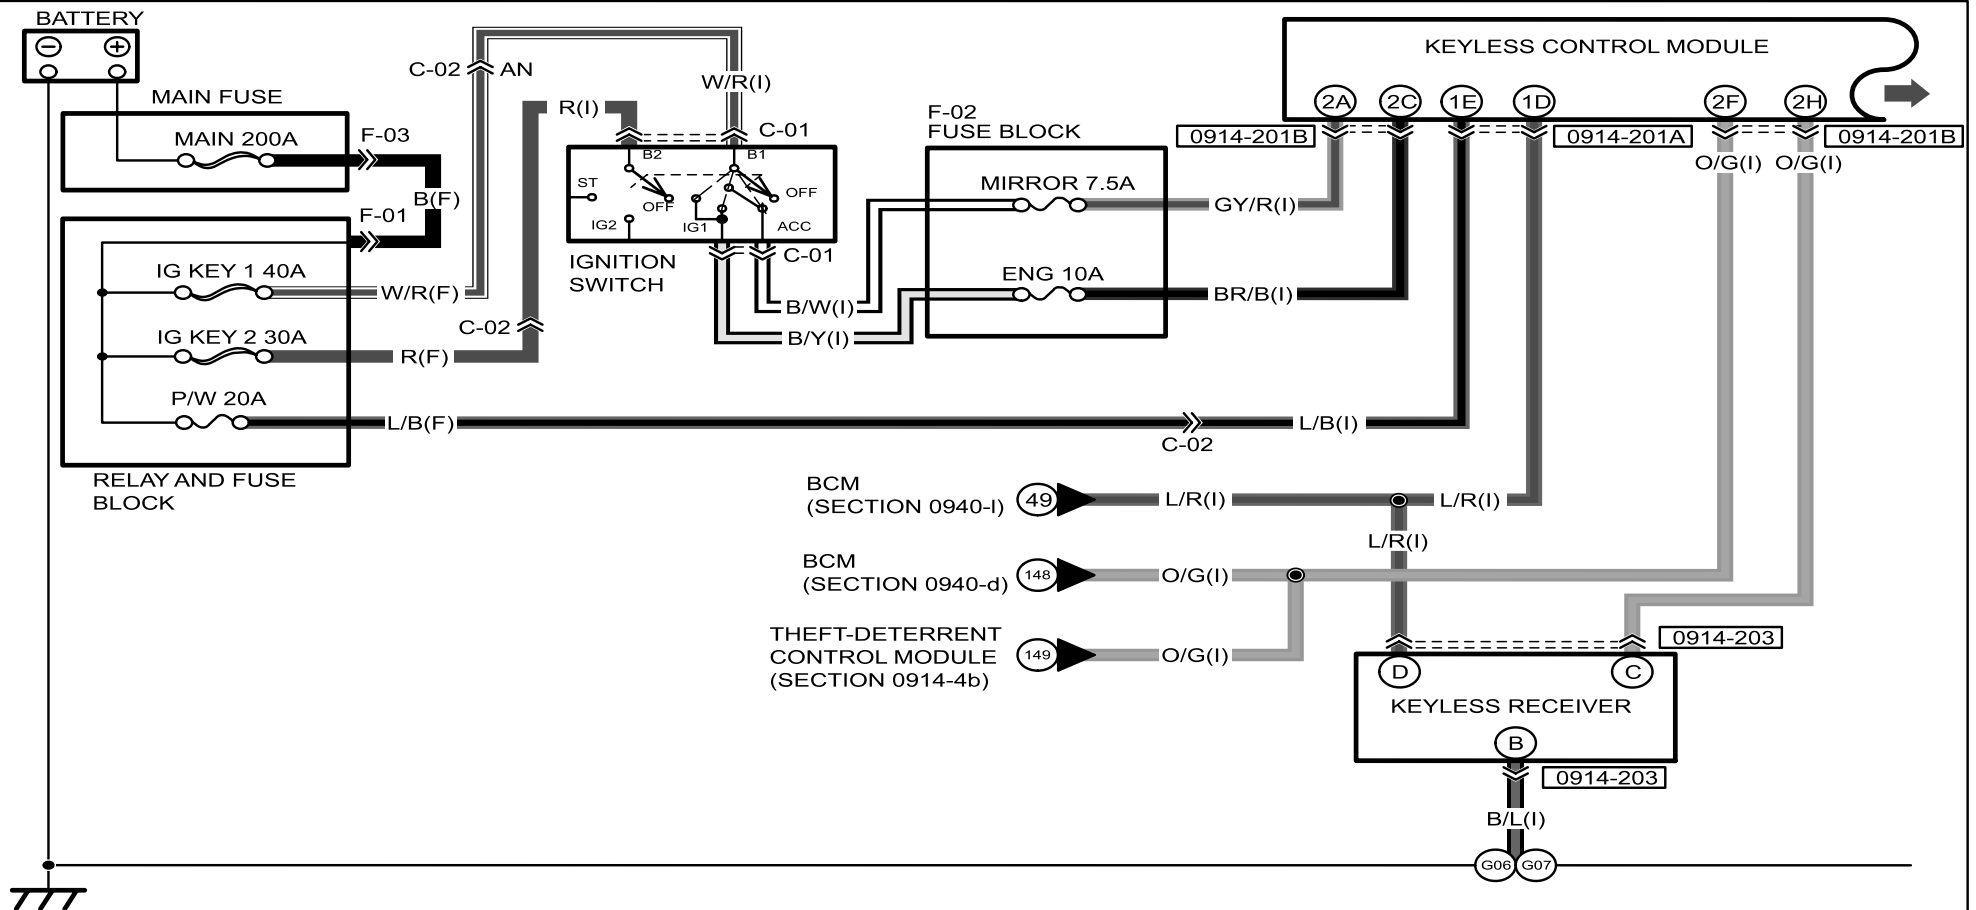 BATTERY
MAIN FUSE
MAIN 200A
F-03
B(F)
F-01
IG KEY 1 40A
W/R(F)
IG KEY 2 30A
R(F)
P/W 20A
L/B(F)
RELAY AND FUSE
BLOCK
C-02
AN
W/R(I)
R(I)
C-01
C-02
B2
B1
ST
OFF
OFF
IG2
IG1
ACC
IGNITION
SWITCH
C-01
B/W(I)
B/Y(I)
F-02
FUSE BLOCK
MIRROR 7.5A
ENG 10A
GY/R(I)
BR/B(I)
KEYLESS CONTROL MODULE
2A
2C
1E
1D
2F
2H
0914-201B
0914-201A
0914-201B
O/G(I)
O/G(I)
C-02
L/B(I)
BCM
(SECTION 0940-I)
49
L/R(I)
L/R(I)
L/R(I)
BCM
(SECTION 0940-d)
148
O/G(I)
THEFT-DETERRENT
CONTROL MODULE
(SECTION 0914-4b)
149
O/G(I)
0914-203
D
C
KEYLESS RECEIVER
B
0914-203
B/L(I)
G06
G07